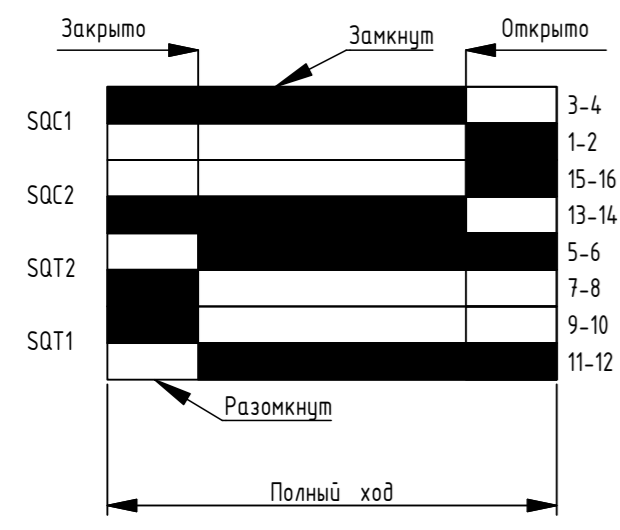 Закрыто
Замкнут
Открыто
SQC1
3-4
1-2
SQC2
15-16
13-14
SQT2
5-6
7-8
SQT1
9-10
11-12
Разомкнут
Полный ход